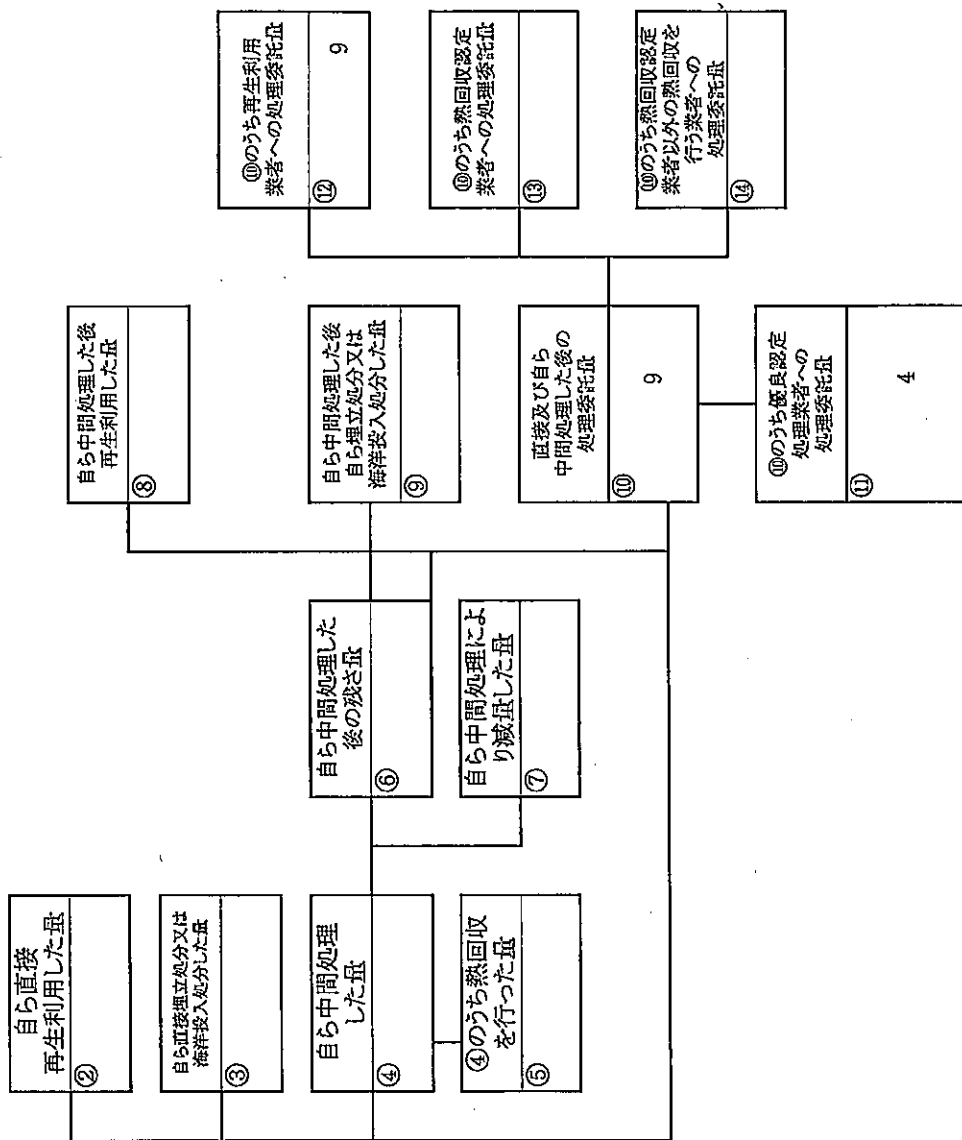 自ら直接
再生利用した量
②
自ら直接埋立処分又は
海洋投入処分した量
③
自ら中間処理
した量
④
④のうち熱回収
を行った量
⑤
自ら中間処理した
後の残さ量
⑥
自ら中間処理によ
り減量した量
⑦
自ら中間処理した後
再生利用した量
⑧
自ら中間処理した後
自ら埋立処分又は
海洋投入処分した量
⑨
直接及び自ら
中間処理した後の
処理委託量
⑩
9
⑩のうち優良認定
処理業者への
処理委託量
⑪
4
⑩のうち再生利用
業者への処理委託量
⑫
9
⑩のうち熱回収認定
業者への処理委託量
⑬
⑩のうち熱回収認定
業者以外の熱回収を
行う業者への
処理委託量
⑭